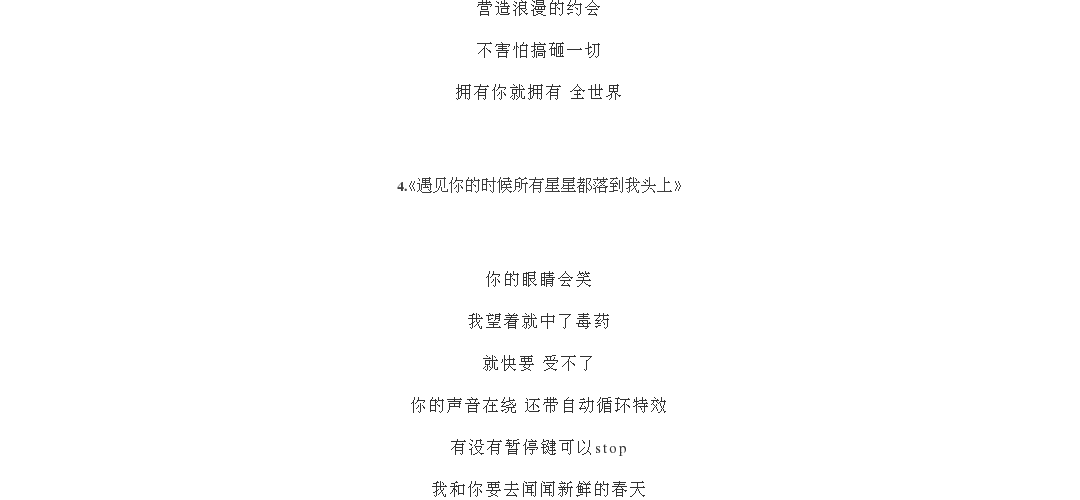 营造浪漫的约会
不害怕搞砸一切
拥有你就拥有 全世界
4.《遇见你的时候所有星星都落到我头上》
你的眼睛会笑
我望着就中了毒药
就快要 受不了
你的声音在绕 还带自动循环特效
有没有暂停键可以stop
我和你要去闻闻新鲜的春天